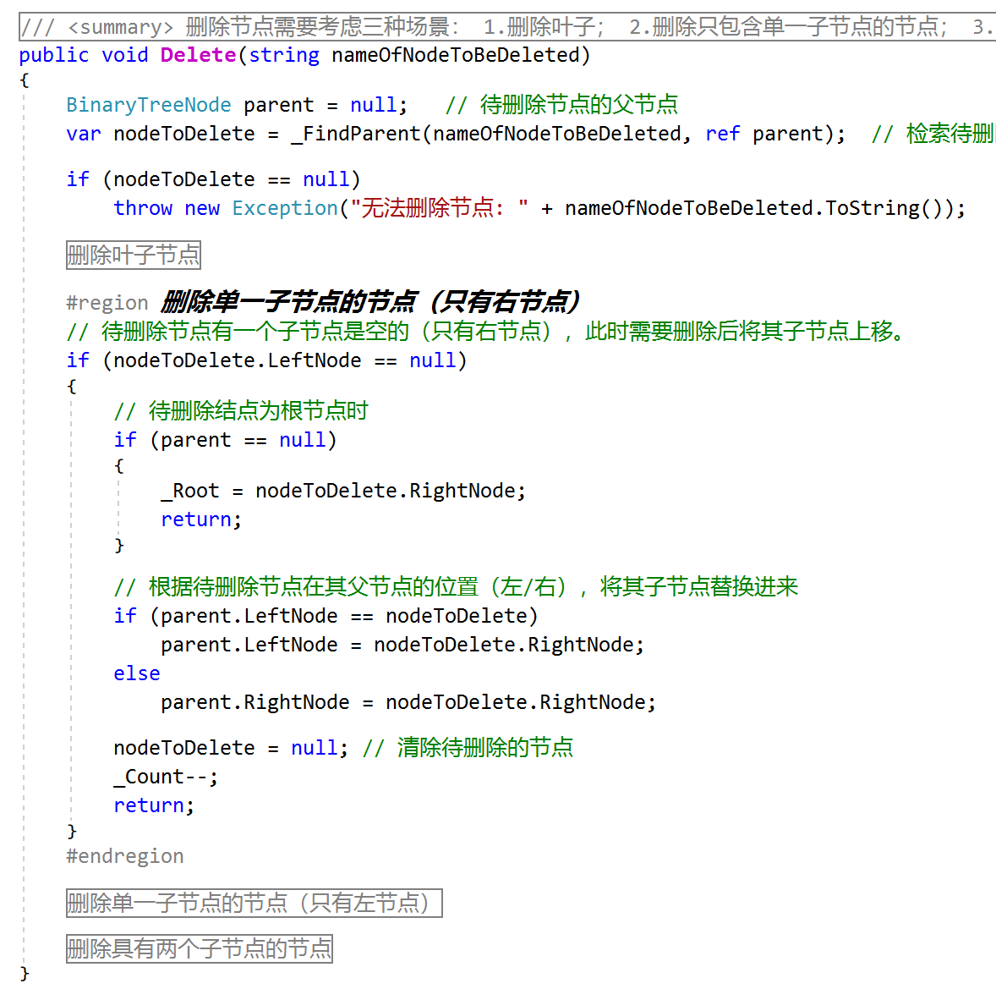 /// <summary> 删除节点需要考虑三种场景： 1.删除叶子； 2.删除只包含单一子节点的节点； 3.
public void Delete(string nameOfNodeToBeDeleted)
{
    BinaryTreeNode parent = null;   // 待删除节点的父节点
    var nodeToDelete = _FindParent(nameOfNodeToBeDeleted, ref parent);  // 检索待删
    if (nodeToDelete == null)
        throw new Exception("无法删除节点: " + nameOfNodeToBeDeleted.ToString());
    删除叶子节点
    #region 删除单一子节点的节点（只有右节点）
    // 待删除节点有一个子节点是空的（只有右节点），此时需要删除后将其子节点上移。
    if (nodeToDelete.LeftNode == null)
    {
        // 待删除结点为根节点时
        if (parent == null)
        {
            _Root = nodeToDelete.RightNode;
            return;
        }
        // 根据待删除节点在其父节点的位置（左/右），将其子节点替换进来
        if (parent.LeftNode == nodeToDelete)
            parent.LeftNode = nodeToDelete.RightNode;
        else
            parent.RightNode = nodeToDelete.RightNode;
        nodeToDelete = null; // 清除待删除的节点
        _Count--;
        return;
    }
    #endregion
    删除单一子节点的节点（只有左节点）
    删除具有两个子节点的节点
}